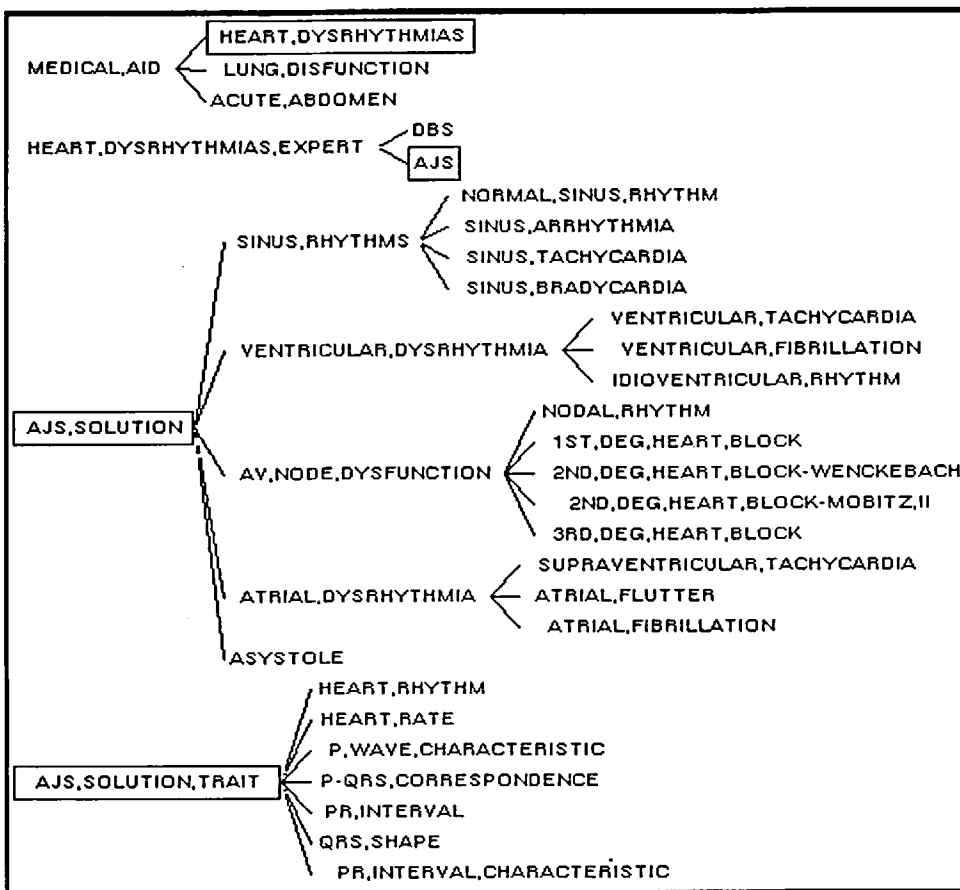 HEART,DYSRHYTHMIAS
MEDICAL,AID
LUNG,DISFUNCTION
ACUTE,ABDOMEN
DBS
HEART,DYSRHYTHMIAS,EXPERT
AJS
NORMAL,SINUS,RHYTHM
SINUS,ARRHYTHMIA
SINUS,RHYTHMS
SINUS,TACHYCARDIA
SINUS,BRADYCARDIA
VENTRICULAR,TACHYCARDIA
VENTRICULAR,DYSRHYTHMIA
VENTRICULAR,FIBRILLATION
IDIOVENTRICULAR,RHYTHM
NODAL,RHYTHM
AJS,SOLUTION
1ST,DEG,HEART,BLOCK
AV,NODE,DYSFUNCTION
2ND,DEG,HEART,BLOCK-WENCKEBACH
2ND,DEG,HEART,BLOCK-MOBITZ,II
3RD,DEG,HEART,BLOCK
SUPRAVENTRICULAR,TACHYCARDIA
ATRIAL,DYSRHYTHMIA
ATRIAL,FLUTTER
ATRIAL,FIBRILLATION
ASYSTOLE
HEART,RHYTHM
HEART,RATE
P,WAVE,CHARACTERISTIC
AJS,SOLUTION,TRAIT
P-QRS,CORRESPONDENCE
PR,INTERVAL
QRS,SHAPE
PR,INTERVAL,CHARACTERISTIC